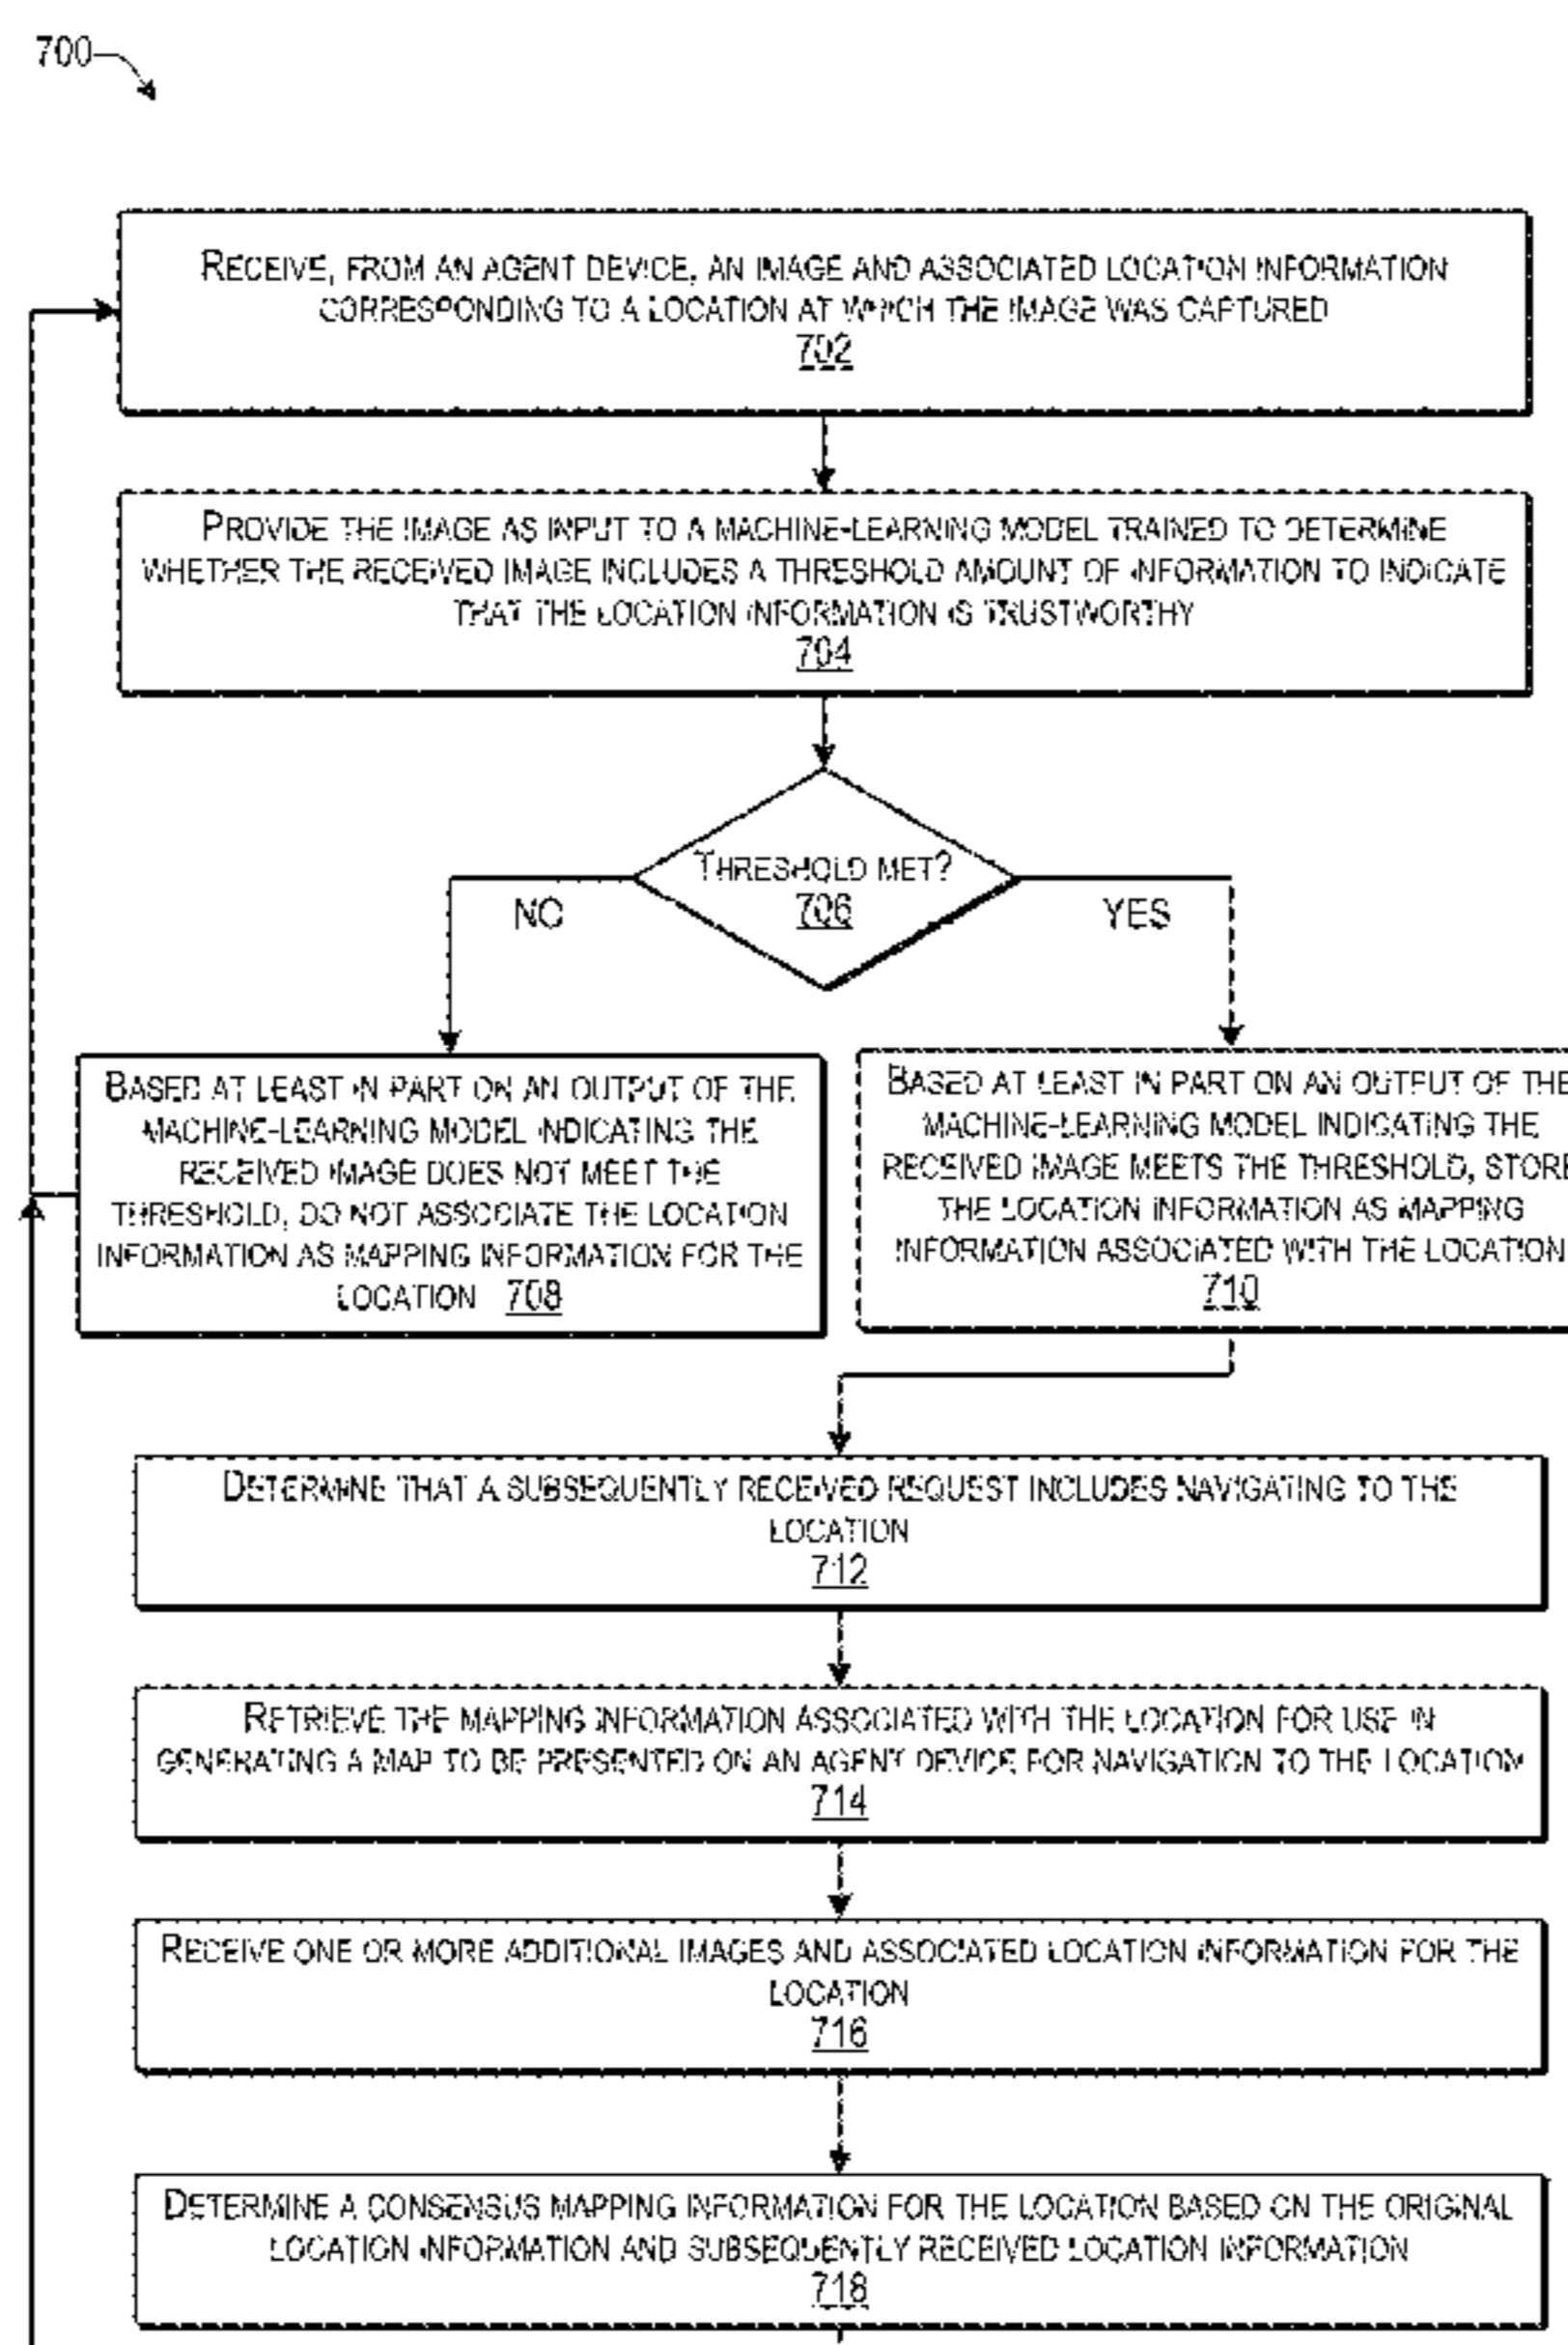 700
RECEIVE, FROM AN AGENT DEVICE, AN IMAGE AND ASSOCIATED LOCATION INFORMATION
CORRESPONDING TO A LOCATION AT WHICH THE IMAGE WAS CAPTURED
702
PROVIDE THE IMAGE AS INPUT TO A MACHINE-LEARNING MODEL TRAINED TO DETERMINE
WHETHER THE RECEIVED IMAGE INCLUDES A THRESHOLD AMOUNT OF INFORMATION TO INDICATE
THAT THE LOCATION INFORMATION IS TRUSTWORTHY
704
THRESHOLD MET?
706
NO
YES
BASED AT LEAST IN PART ON AN OUTPUT OF THE
MACHINE-LEARNING MODEL INDICATING THE
RECEIVED IMAGE DOES NOT MEET THE
THRESHOLD, DO NOT ASSOCIATE THE LOCATION
INFORMATION AS MAPPING INFORMATION FOR THE
LOCATION 708
BASED AT LEAST IN PART ON AN OUTPUT OF THE
MACHINE-LEARNING MODEL INDICATING THE
RECEIVED IMAGE MEETS THE THRESHOLD, STORE
THE LOCATION INFORMATION AS MAPPING
INFORMATION ASSOCIATED WITH THE LOCATION
710
DETERMINE THAT A SUBSEQUENTLY RECEIVED REQUEST INCLUDES NAVIGATING TO THE
LOCATION
712
RETRIEVE THE MAPPING INFORMATION ASSOCIATED WITH THE LOCATION FOR USE IN
GENERATING A MAP TO BE PRESENTED ON AN AGENT DEVICE FOR NAVIGATION TO THE LOCATION
714
RECEIVE ONE OR MORE ADDITIONAL IMAGES AND ASSOCIATED LOCATION INFORMATION FOR THE
LOCATION
716
DETERMINE A CONSENSUS MAPPING INFORMATION FOR THE LOCATION BASED ON THE ORIGINAL
LOCATION INFORMATION AND SUBSEQUENTLY RECEIVED LOCATION INFORMATION
718